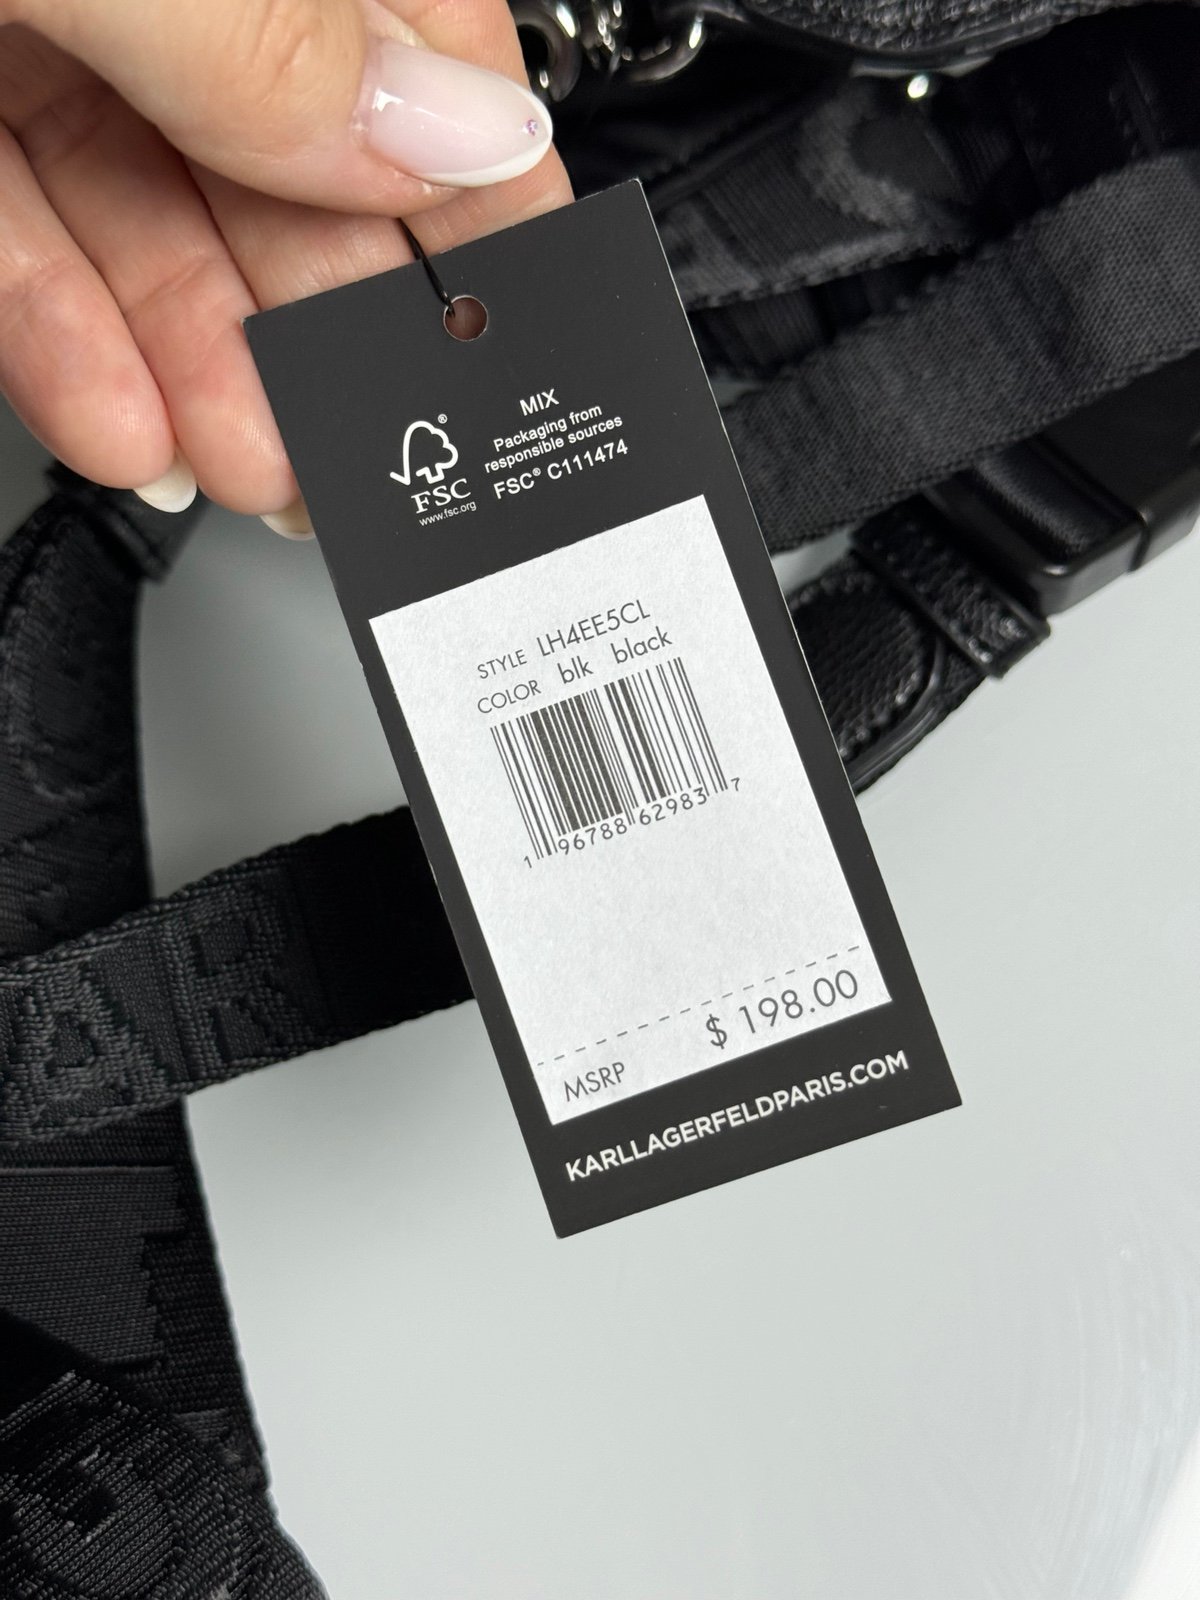 MIX
Packaging from
responsible sources
FSC® C111474
®
FSC
www.fsc.org
STYLE LH4EE5CL
COLOR blk black
1 96788 62983 7
MSRP $ 198.00
KARLLAGERFELDPARIS.COM